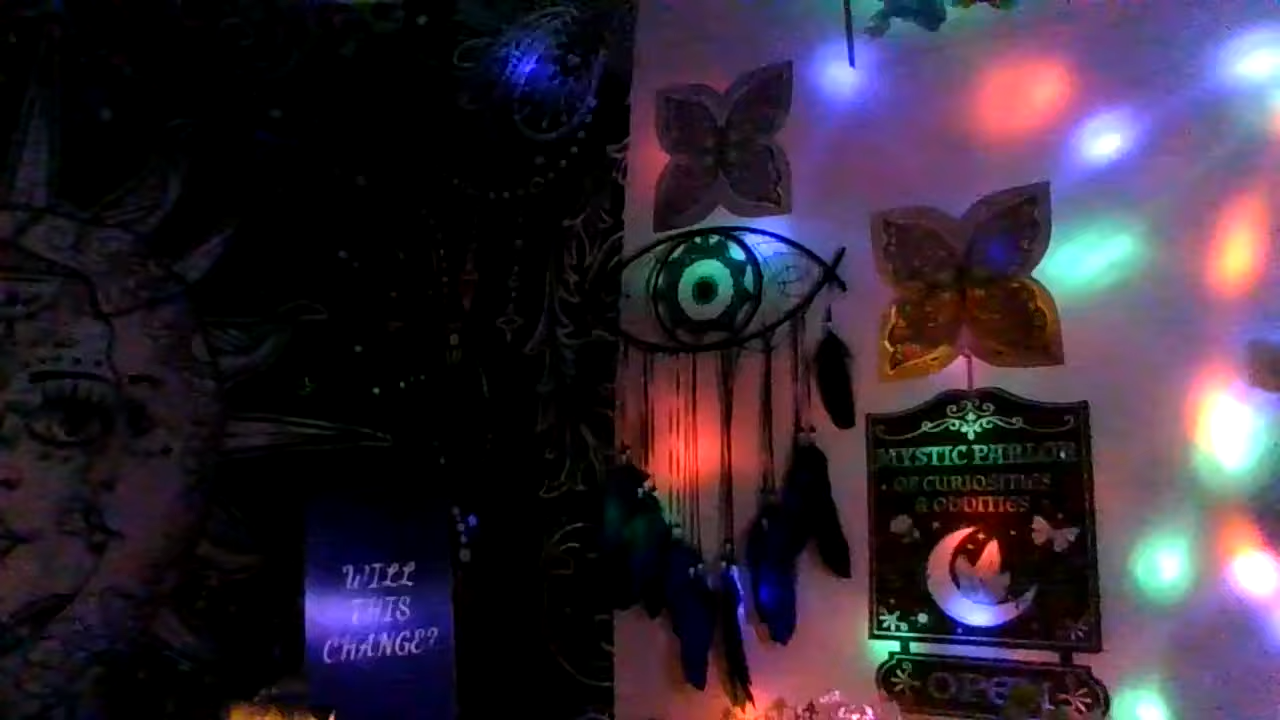 WILL
THIS
CHANGE?
MYSTIC PARLOR
OF CURIOSITIES
& ODDITIES
OPEN